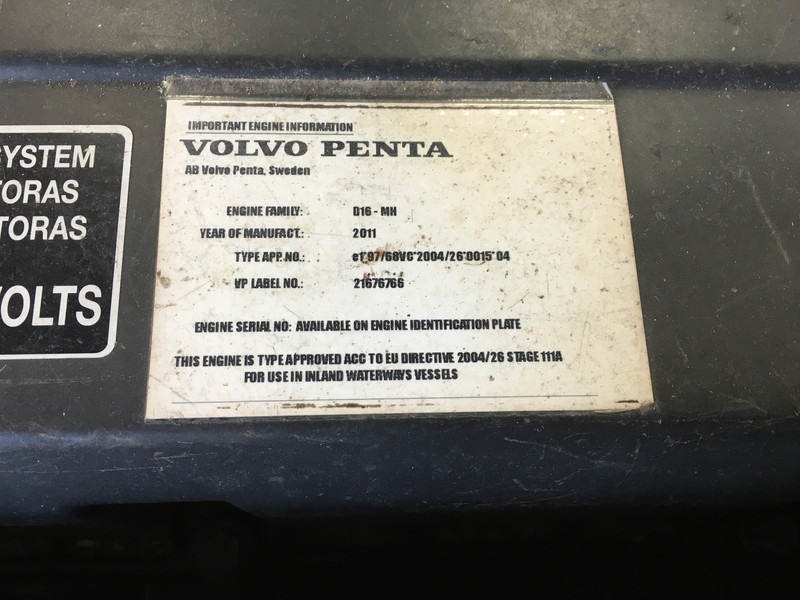 SYSTEM
TORAS
TORAS
VOLTS
IMPORTANT ENGINE INFORMATION
VOLVO PENTA
AB Volvo Penta, Sweden
ENGINE FAMILY: D16 - MH
YEAR OF MANUFACT.: 2011
TYPE APP.NO.: e1*97/68VC*2004/26*0015*04
VP LABEL NO.: 21676766
ENGINE SERIAL NO: AVAILABLE ON ENGINE IDENTIFICATION PLATE
THIS ENGINE IS TYPE APPROVED ACC TO EU DIRECTIVE 2004/26 STAGE 111A
FOR USE IN INLAND WATERWAYS VESSELS